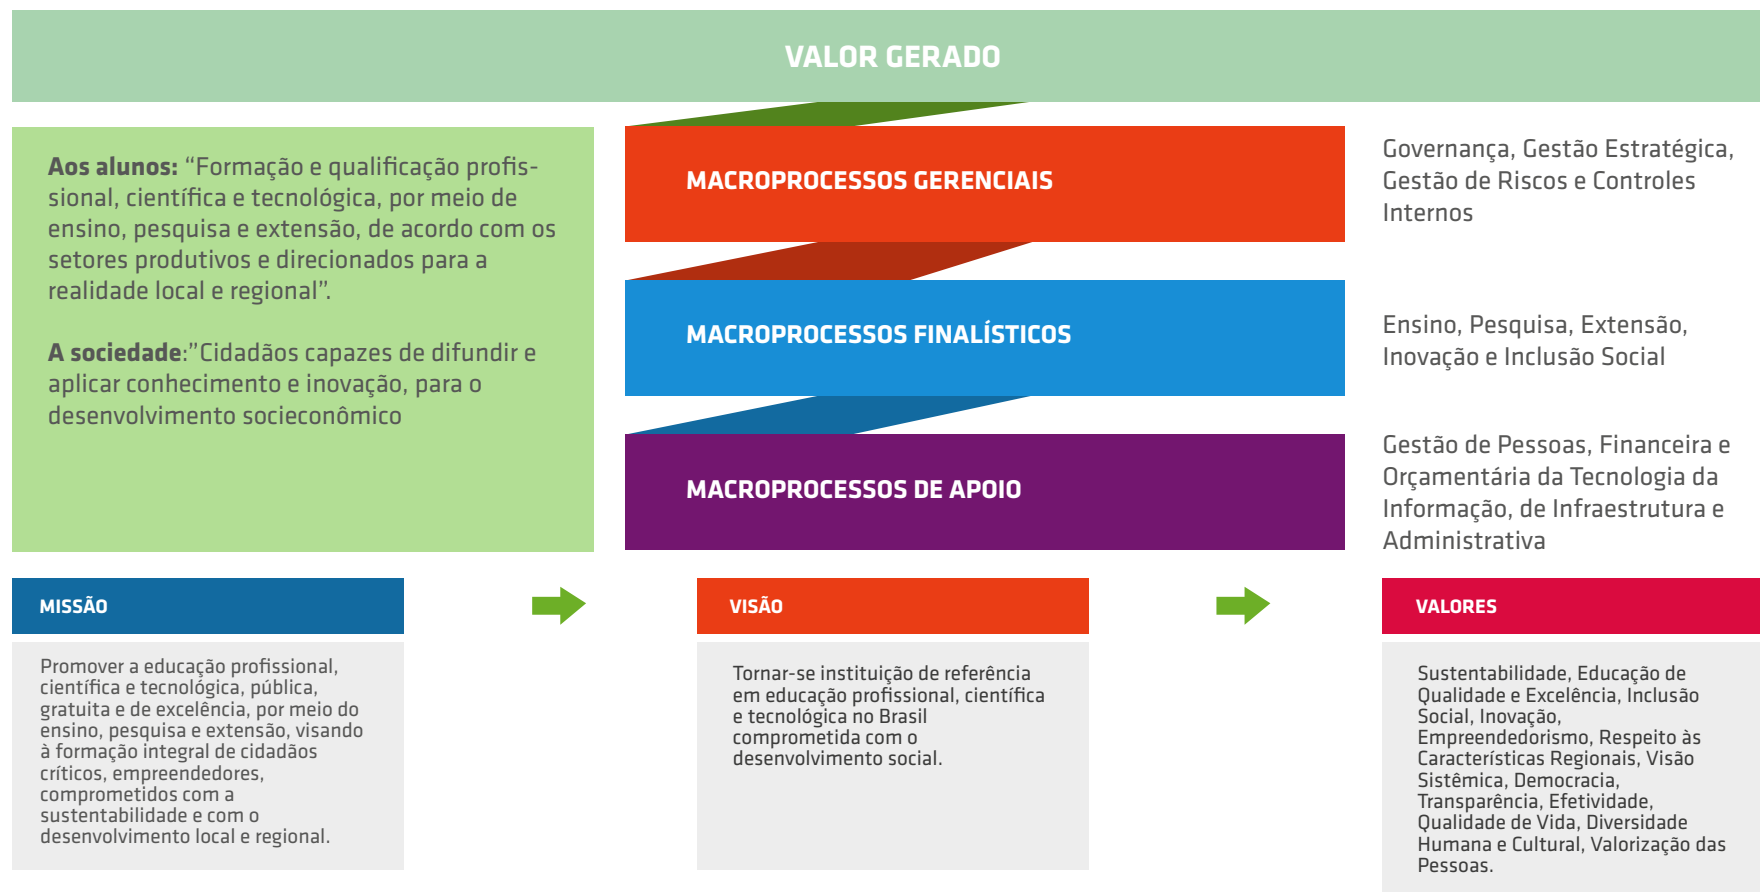 VALOR GERADO
Aos alunos: “Formação e qualificação profis-
sional, científica e tecnológica, por meio de
ensino, pesquisa e extensão, de acordo com os
setores produtivos e direcionados para a
realidade local e regional”.
A sociedade:”Cidadãos capazes de difundir e
aplicar conhecimento e inovação, para o
desenvolvimento socieconômico
MACROPROCESSOS GERENCIAIS
Governança, Gestão Estratégica,
Gestão de Riscos e Controles
Internos
MACROPROCESSOS FINALÍSTICOS
Ensino, Pesquisa, Extensão,
Inovação e Inclusão Social
MACROPROCESSOS DE APOIO
Gestão de Pessoas, Financeira e
Orçamentária da Tecnologia da
Informação, de Infraestrutura e
Administrativa
MISSÃO
Promover a educação profissional,
científica e tecnológica, pública,
gratuita e de excelência, por meio do
ensino, pesquisa e extensão, visando
à formação integral de cidadãos
críticos, empreendedores,
comprometidos com a
sustentabilidade e com o
desenvolvimento local e regional.
VISÃO
Tornar-se instituição de referência
em educação profissional, científica
e tecnológica no Brasil
comprometida com o
desenvolvimento social.
VALORES
Sustentabilidade, Educação de
Qualidade e Excelência, Inclusão
Social, Inovação,
Empreendedorismo, Respeito às
Características Regionais, Visão
Sistêmica, Democracia,
Transparência, Efetividade,
Qualidade de Vida, Diversidade
Humana e Cultural, Valorização das
Pessoas.